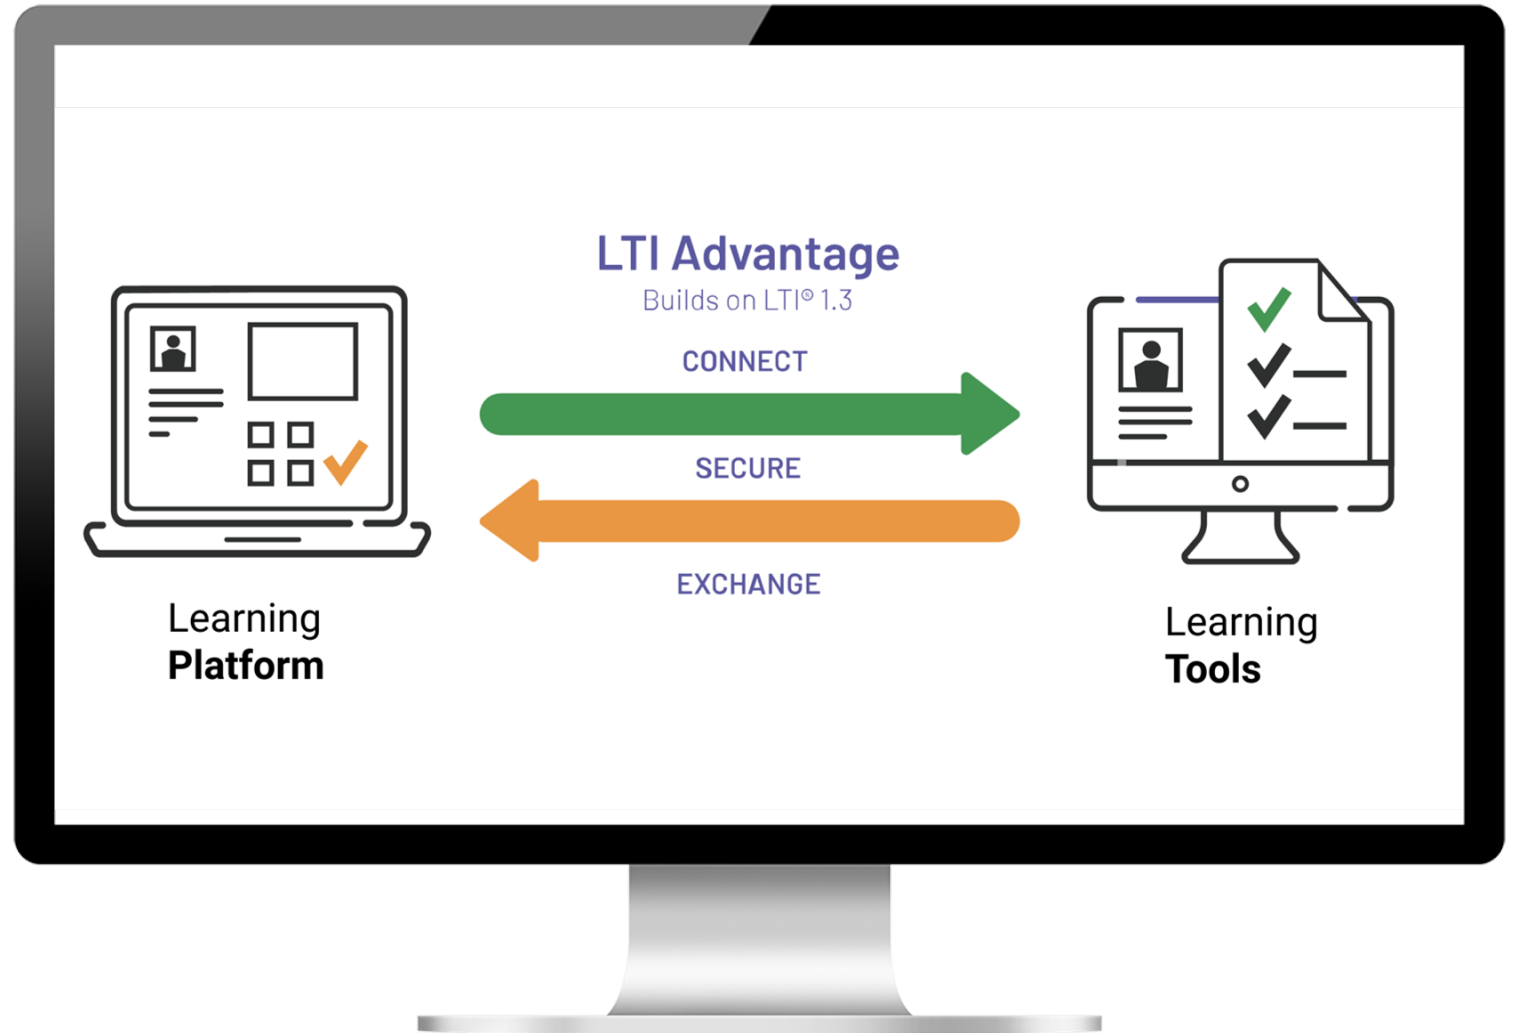 LTI Advantage
Builds on LTI® 1.3
CONNECT
SECURE
EXCHANGE
Learning
Platform
Learning
Tools